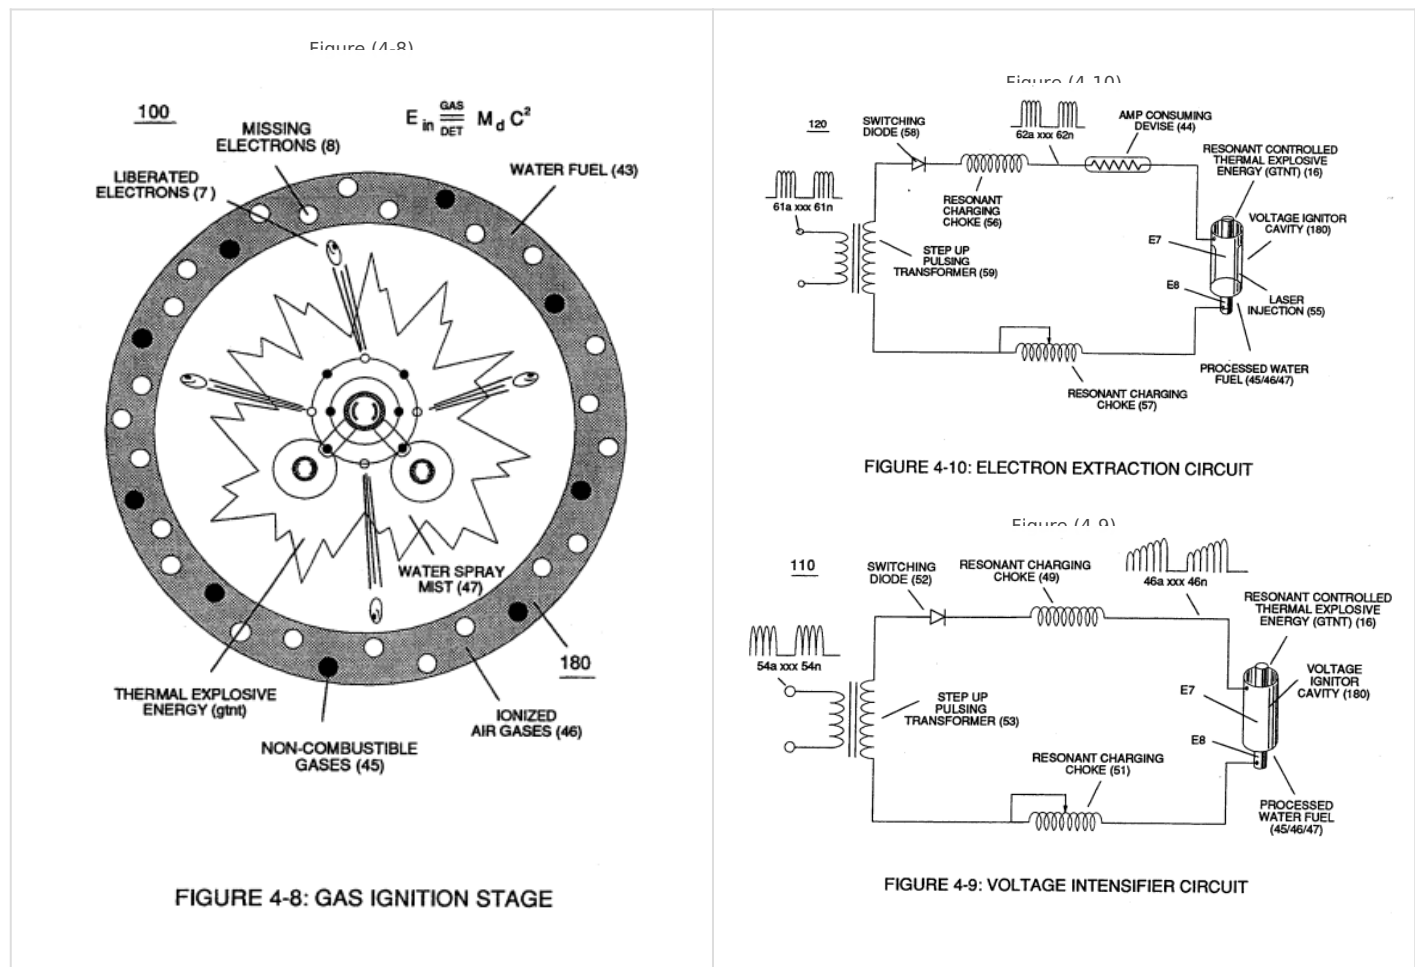 Figure (4-8)
100
E in GAS DET M d C²
MISSING
ELECTRONS (8)
LIBERATED
ELECTRONS (7 )
WATER FUEL (43)
WATER SPRAY
MIST (47)
180
THERMAL EXPLOSIVE
ENERGY (gtnt)
IONIZED
AIR GASES (46)
NON-COMBUSTIBLE
GASES (45)
FIGURE 4-8: GAS IGNITION STAGE
Figure (4-10)
120
SWITCHING
DIODE (58)
62a xxx 62n
AMP CONSUMING
DEVISE (44)
RESONANT CONTROLLED
THERMAL EXPLOSIVE
ENERGY (GTNT) (16)
61a xxx 61n
RESONANT
CHARGING
CHOKE (56)
VOLTAGE IGNITOR
CAVITY (180)
E7
STEP UP
PULSING
TRANSFORMER (59)
E8
LASER
INJECTION (55)
PROCESSED WATER
FUEL (45/46/47)
RESONANT CHARGING
CHOKE (57)
FIGURE 4-10: ELECTRON EXTRACTION CIRCUIT
Figure (4-9)
110
SWITCHING
DIODE (52)
RESONANT CHARGING
CHOKE (49)
46a xxx 46n
RESONANT CONTROLLED
THERMAL EXPLOSIVE
ENERGY (GTNT) (16)
54a xxx 54n
VOLTAGE
IGNITOR
CAVITY (180)
E7
STEP UP
PULSING
TRANSFORMER (53)
E8
RESONANT CHARGING
CHOKE (51)
PROCESSED
WATER FUEL
(45/46/47)
FIGURE 4-9: VOLTAGE INTENSIFIER CIRCUIT